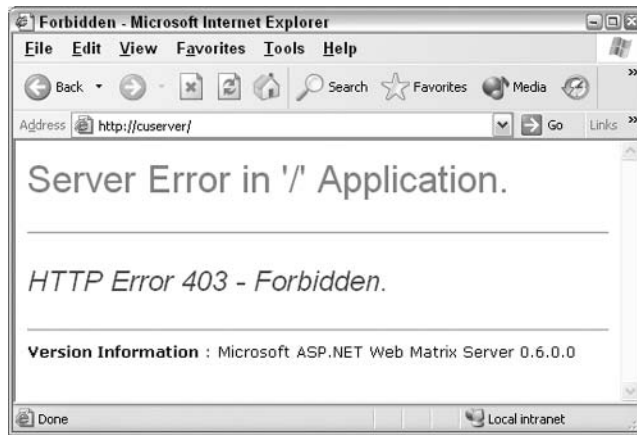 Forbidden - Microsoft Internet Explorer
File Edit View Favorites Tools Help
Back Search Favorites Media »
Address http://cuserver/ Go Links »
Server Error in '/' Application.
HTTP Error 403 - Forbidden.
Version Information : Microsoft ASP.NET Web Matrix Server 0.6.0.0
Done Local intranet